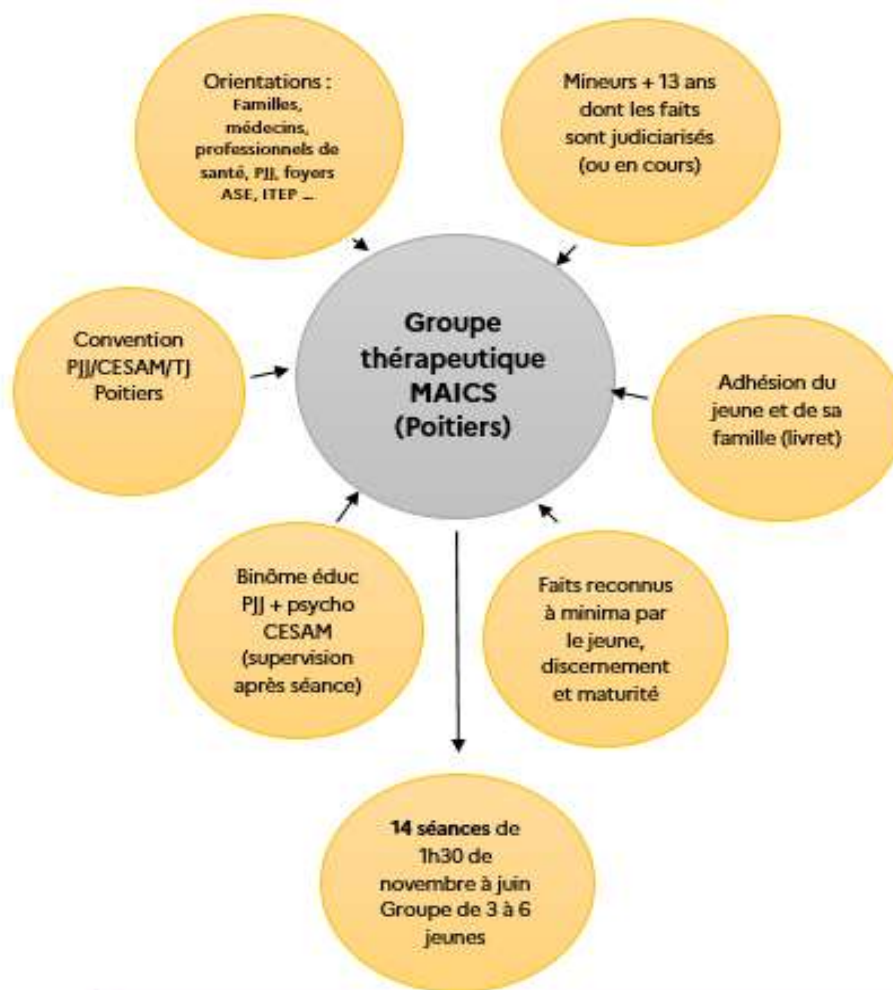 Orientations :
Familles,
médecins,
professionnels de
santé, PJJ, foyers
ASE, ITEP ...
Mineurs + 13 ans
dont les faits
sont judiciarisés
(ou en cours)
Convention
PJJ/CESAM/TJ
Poitiers
Groupe
thérapeutique
MAICS
(Poitiers)
Adhésion du
jeune et de sa
famille (livret)
Binôme éduc
PJJ + psycho
CESAM
(supervision
après séance)
Faits reconnus
à minima par
le jeune,
discernement
et maturité
14 séances de
1h30 de
novembre à juin
Groupe de 3 à 6
jeunes